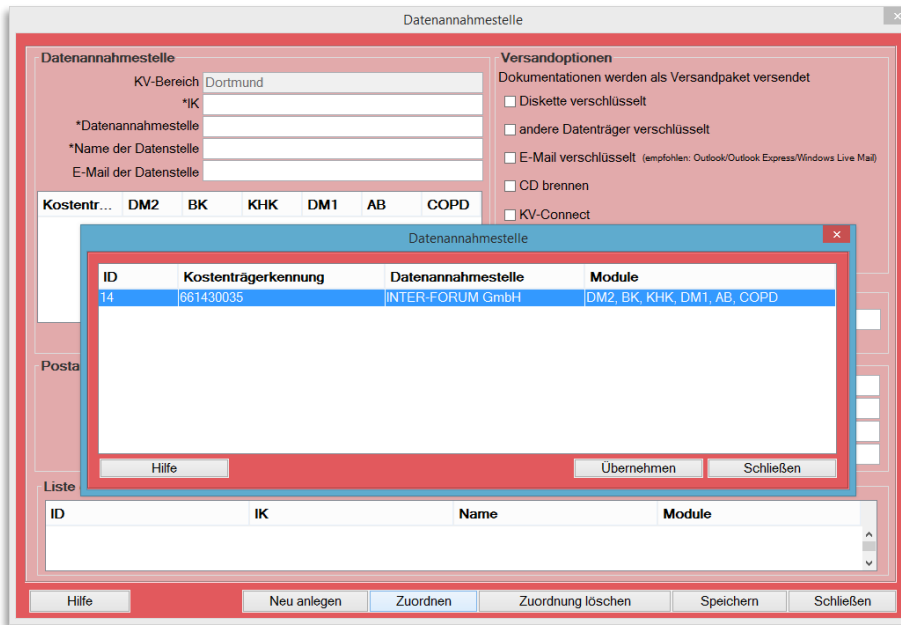 Datenannahmestelle
Datenannahmestelle
KV-Bereich Dortmund
*IK
*Datenannahmestelle
*Name der Datenstelle
E-Mail der Datenstelle
Kostentr... DM2 BK KHK DM1 AB COPD
Versandoptionen
Dokumentationen werden als Versandpaket versendet
Diskette verschlüsselt
andere Datenträger verschlüsselt
E-Mail verschlüsselt (empfohlen: Outlook/Outlook Express/Windows Live Mail)
CD brennen
KV-Connect
Datenannahmestelle
ID Kostenträgerkennung Datenannahmestelle Module
14 661430035 INTER-FORUM GmbH DM2, BK, KHK, DM1, AB, COPD
Hilfe Übernehmen Schließen
Posta
Liste
ID IK Name Module
Hilfe Neu anlegen Zuordnen Zuordnung löschen Speichern Schließen